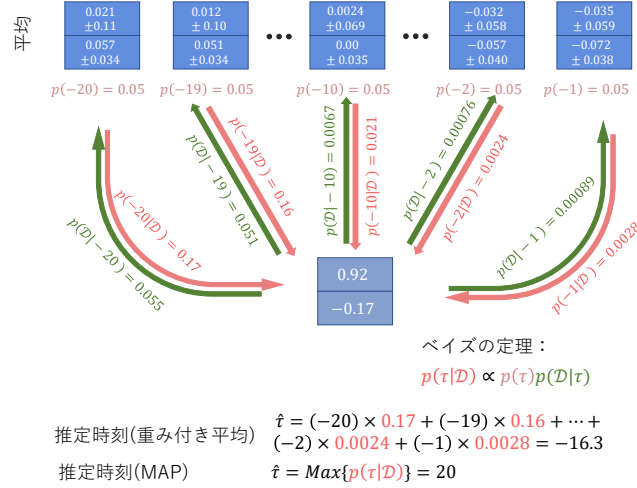 平均
0.021 ±0.11
0.057 ±0.034
0.012 ±0.10
0.051 ±0.034
•••
0.0024 ±0.069
0.00 ±0.035
•••
−0.032 ±0.058
−0.057 ±0.040
−0.035 ±0.059
−0.072 ±0.038
p(−20) = 0.05
p(−19) = 0.05
p(−10) = 0.05
p(−2) = 0.05
p(−1) = 0.05
p(−20|𝒟) = 0.17
p(𝒟|−20) = 0.055
p(−19|𝒟) = 0.16
p(𝒟|−19) = 0.051
p(𝒟|−10) = 0.0067
p(−10|𝒟) = 0.021
p(𝒟|−2) = 0.00076
p(−2|𝒟) = 0.0024
p(𝒟|−1) = 0.00089
p(−1|𝒟) = 0.0028
0.92
−0.17
ベイズの定理：
p(τ|𝒟) ∝ p(τ)p(𝒟|τ)
推定時刻(重み付き平均)
τ̂ = (−20) × 0.17 + (−19) × 0.16 + ⋯ +
(−2) × 0.0024 + (−1) × 0.0028 = −16.3
推定時刻(MAP)
τ̂ = Max{p(τ|𝒟)} = 20